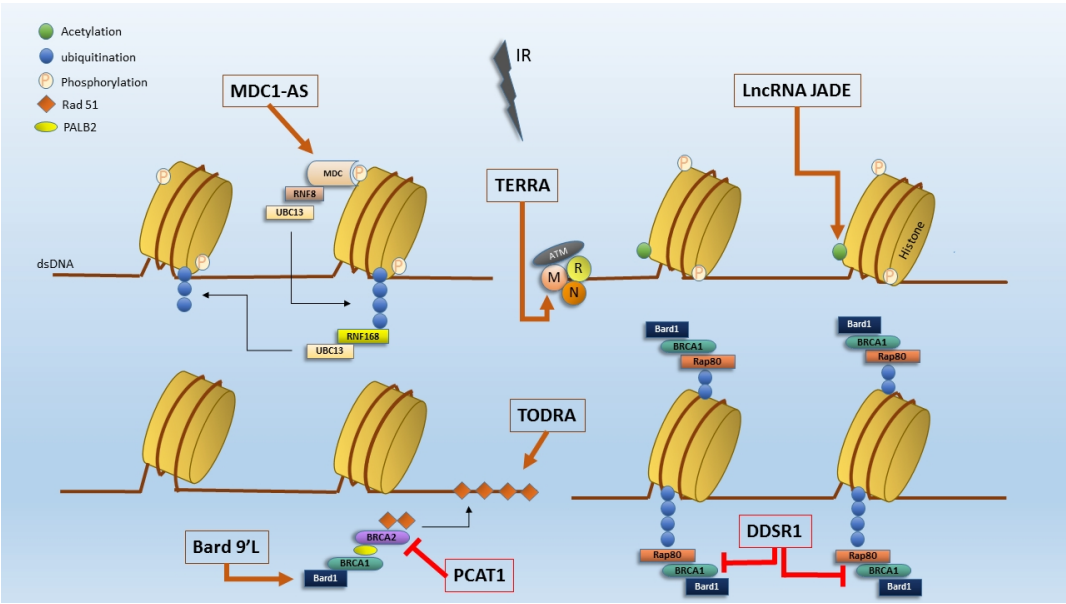 Acetylation
ubiquitination
P Phosphorylation
Rad 51
PALB2
IR
MDC1-AS
LncRNA JADE
TERRA
P
MDC
P
RNF8
UBC13
P
P
dsDNA
ATM
M
R
N
P
P
P
Histone
P
RNF168
UBC13
Bard1
BRCA1
Rap80
Bard1
BRCA1
Rap80
TODRA
Bard 9'L
BRCA2
BRCA1
Bard1
PCAT1
DDSR1
Rap80
BRCA1
Bard1
Rap80
BRCA1
Bard1